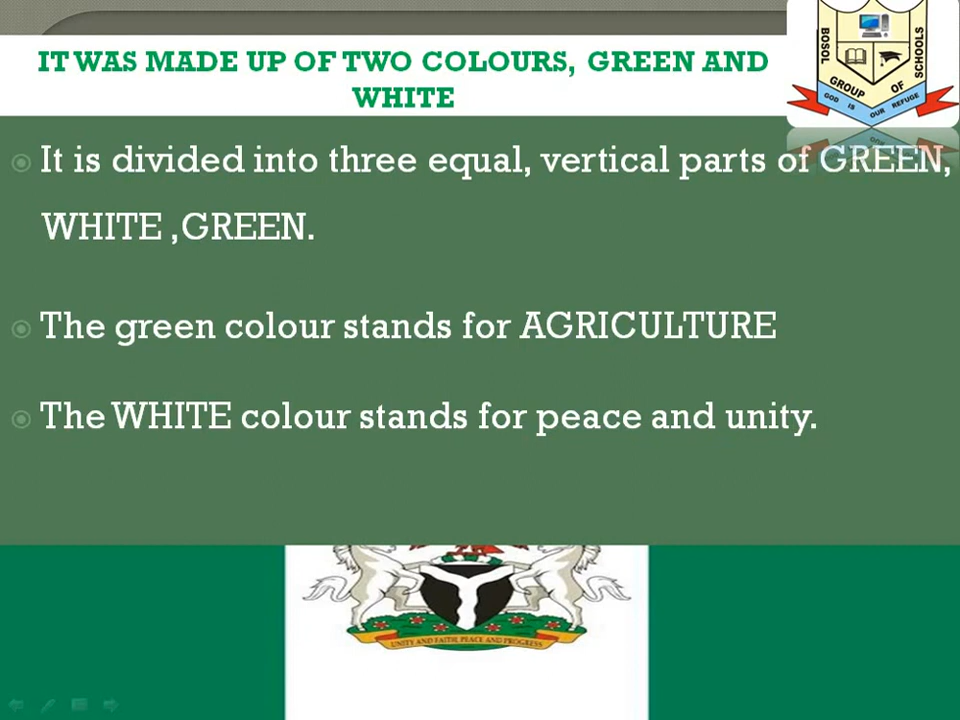 IT WAS MADE UP OF TWO COLOURS, GREEN AND
WHITE
BOSOL
GROUP
OF
SCHOOLS
GOD IS OUR REFUGE
It is divided into three equal, vertical parts of GREEN,
WHITE ,GREEN.
The green colour stands for AGRICULTURE
The WHITE colour stands for peace and unity.
UNITY AND FAITH PEACE AND PROGRESS